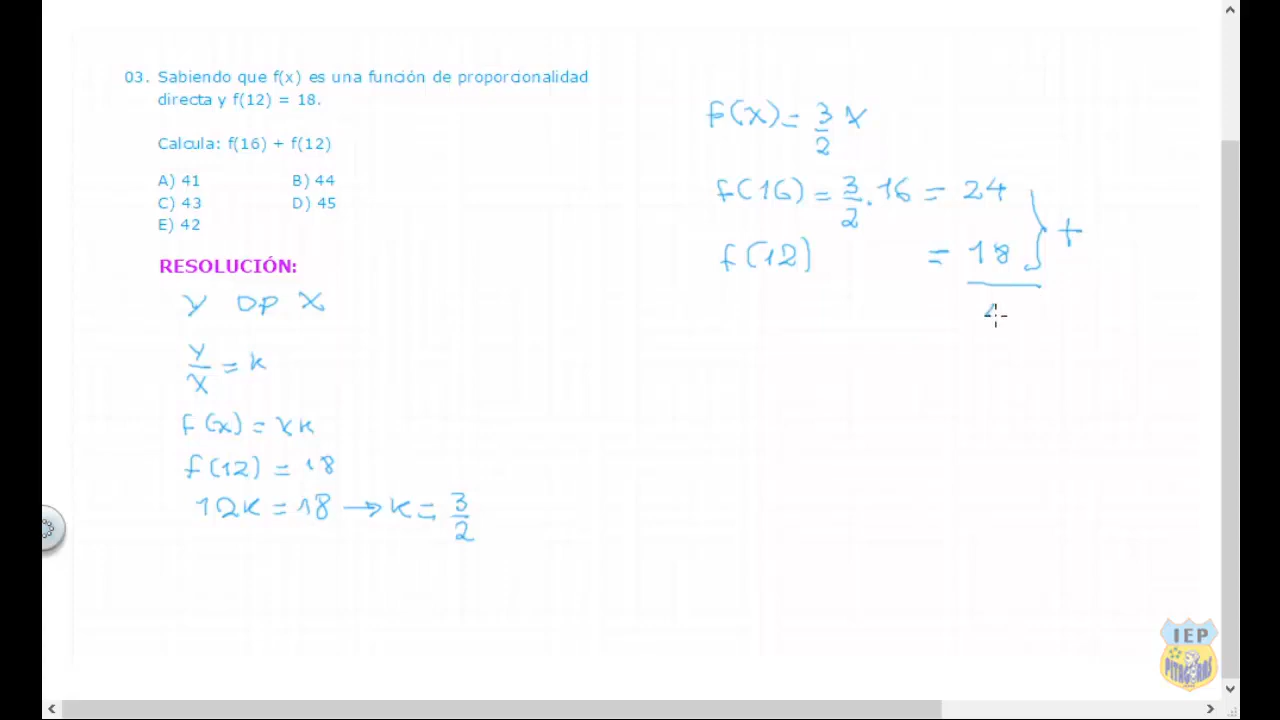 03. Sabiendo que f(x) es una función de proporcionalidad
directa y f(12) = 18.
Calcula: f(16) + f(12)
A) 41 B) 44
C) 43 D) 45
E) 42
RESOLUCIÓN:
Y DP X
Y/X = K
f(x) = XK
f(12) = 18
12K = 18 → K = 3/2
f(X) = 3/2 X
f(16) = 3/2 . 16 = 24
f(12) = 18
+
IEP
PITAGORAS